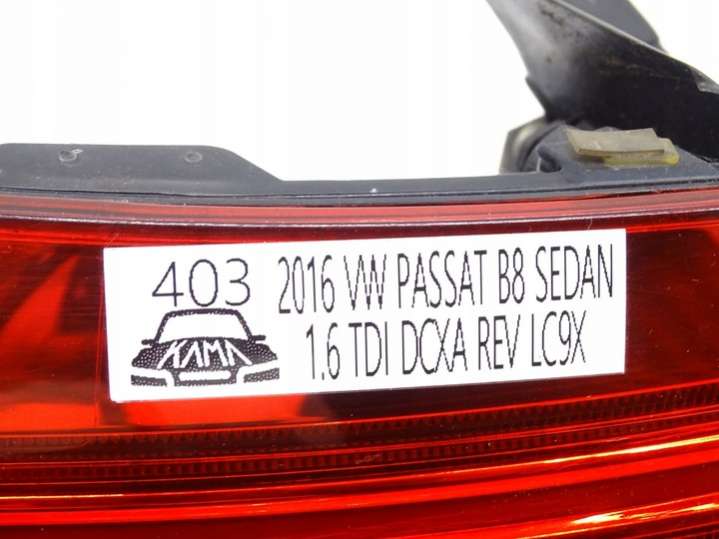 403
KAMA
2016 VW PASSAT B8 SEDAN
1.6 TDI DCXA REV LC9X